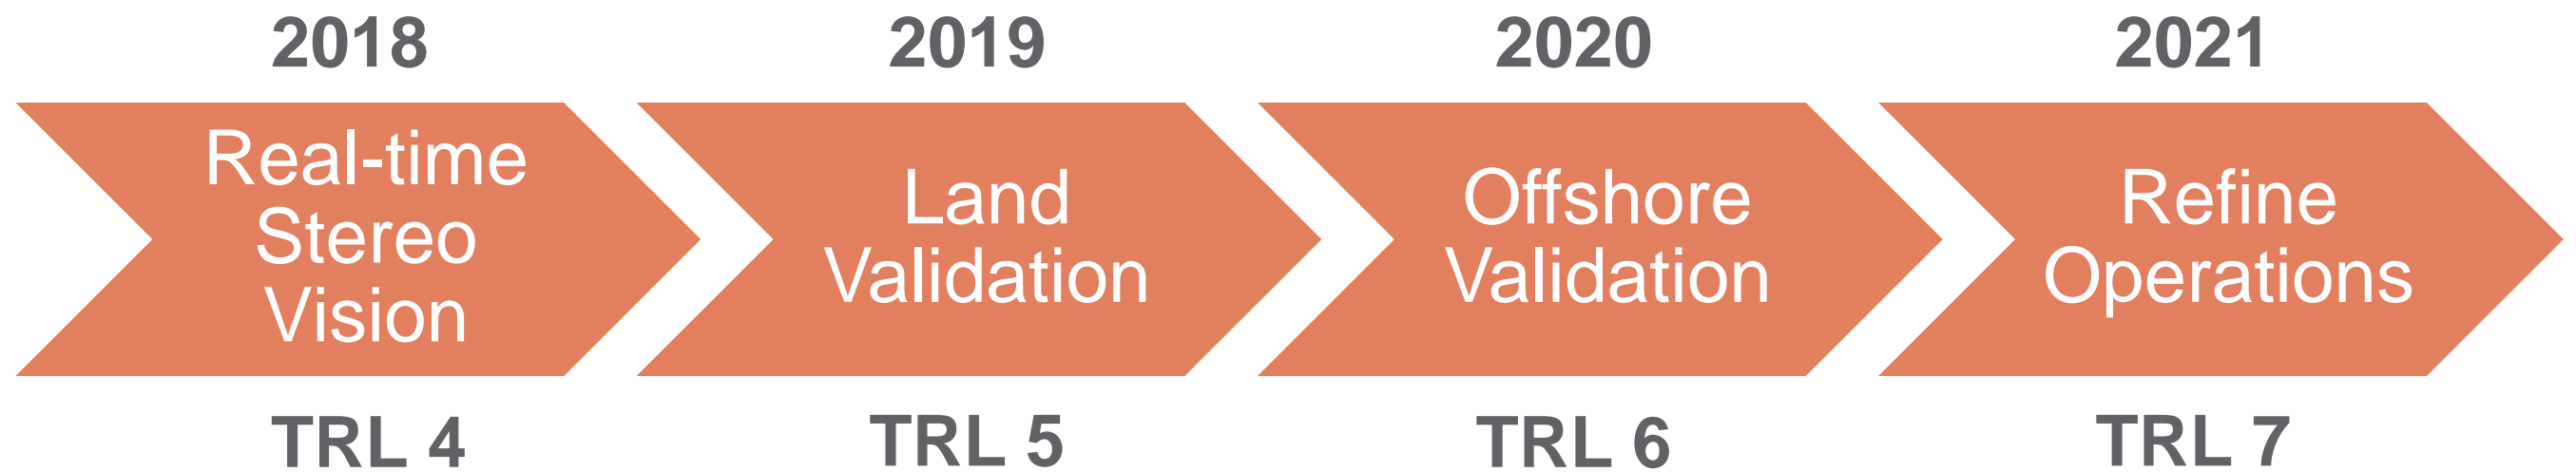 2018
2019
2020
2021
Real-time
Stereo
Vision
Land
Validation
Offshore
Validation
Refine
Operations
TRL 4
TRL 5
TRL 6
TRL 7